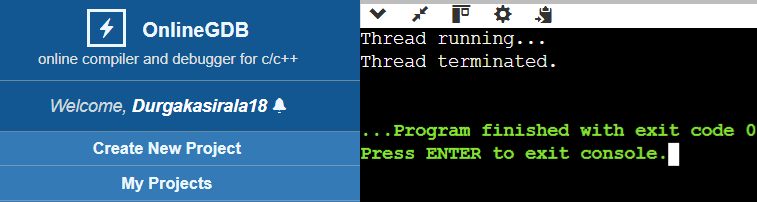 OnlineGDB
online compiler and debugger for c/c++
Welcome, Durgakasirala18
Create New Project
My Projects
Thread running...
Thread terminated.
...Program finished with exit code 0
Press ENTER to exit console.